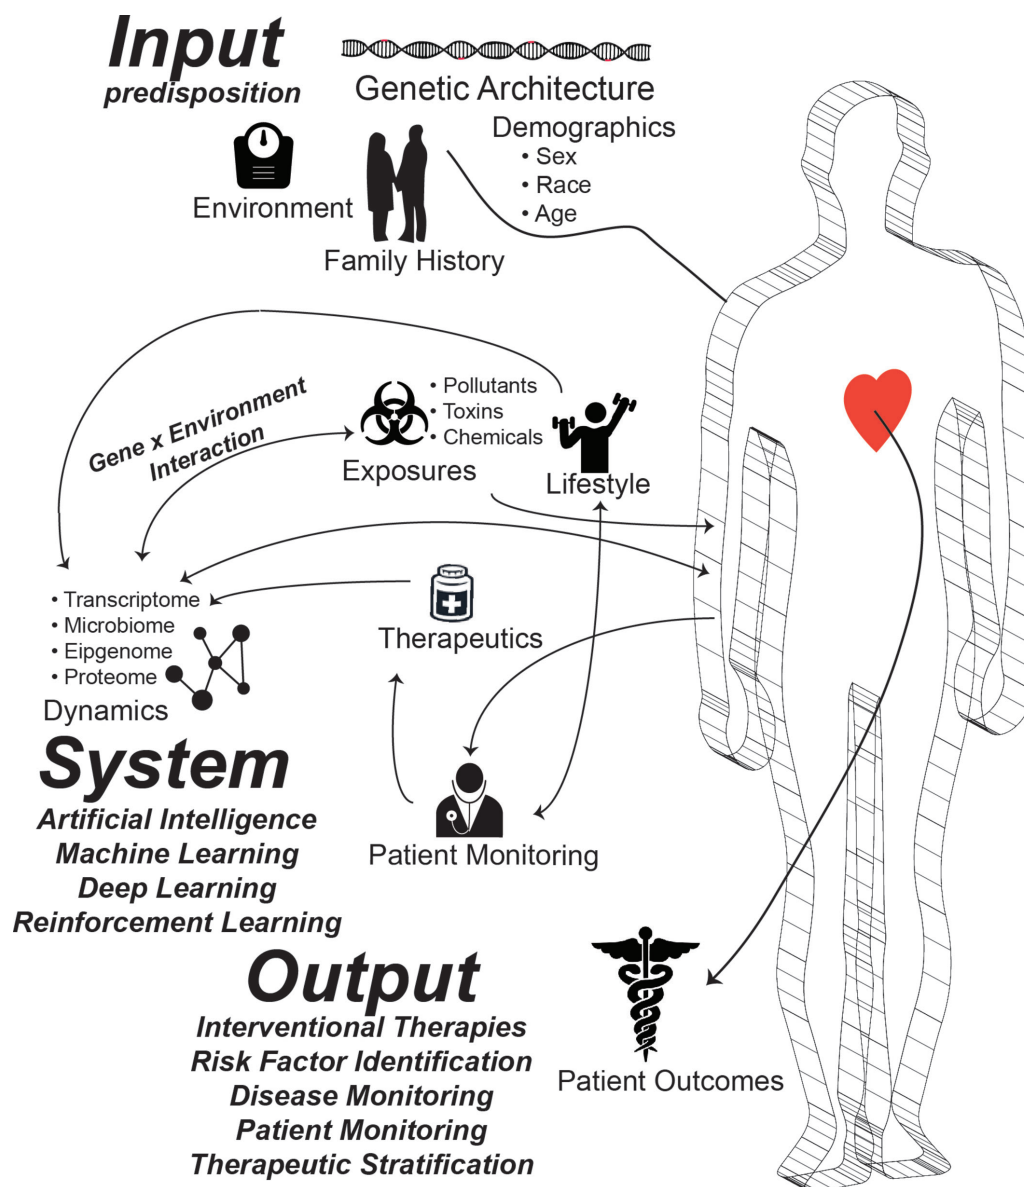 Input
predisposition
Genetic Architecture
Demographics
• Sex
• Race
• Age
Environment
Family History
Gene x Environment
Interaction
• Pollutants
• Toxins
• Chemicals
Exposures
Lifestyle
• Transcriptome
• Microbiome
• Eipgenome
• Proteome
Dynamics
Therapeutics
System
Artificial Intelligence
Machine Learning
Deep Learning
Reinforcement Learning
Patient Monitoring
Output
Interventional Therapies
Risk Factor Identification
Disease Monitoring
Patient Monitoring
Therapeutic Stratification
Patient Outcomes